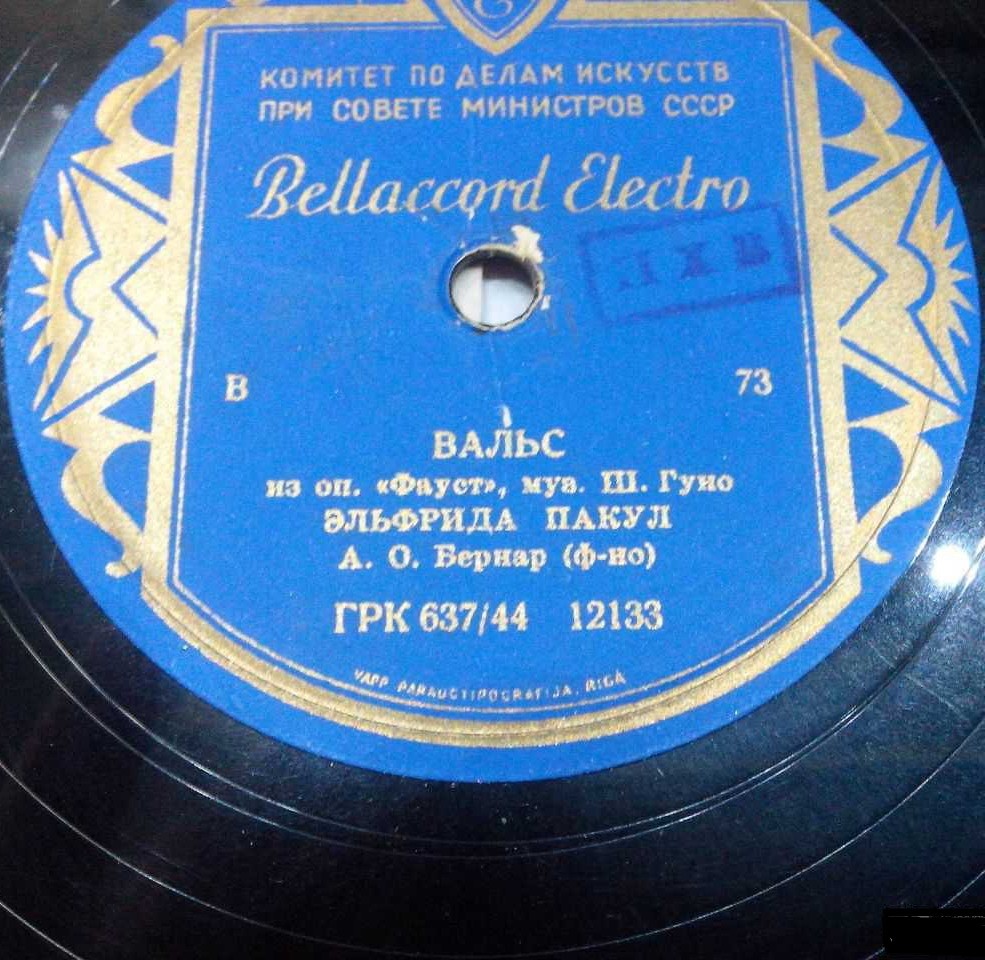 КОМИТЕТ ПО ДЕЛАМ ИСКУССТВ
ПРИ СОВЕТЕ МИНИСТРОВ СССР
Bellaccord Electro
В 73
ВАЛЬС
из оп. «Фауст», муз. Ш. Гуно
ЭЛЬФРИДА ПАКУЛ
А. О. Бернар (ф-но)
ГРК 637/44 12133
VAPP PARAUGTIPOGRAFIJA, RIGĀ